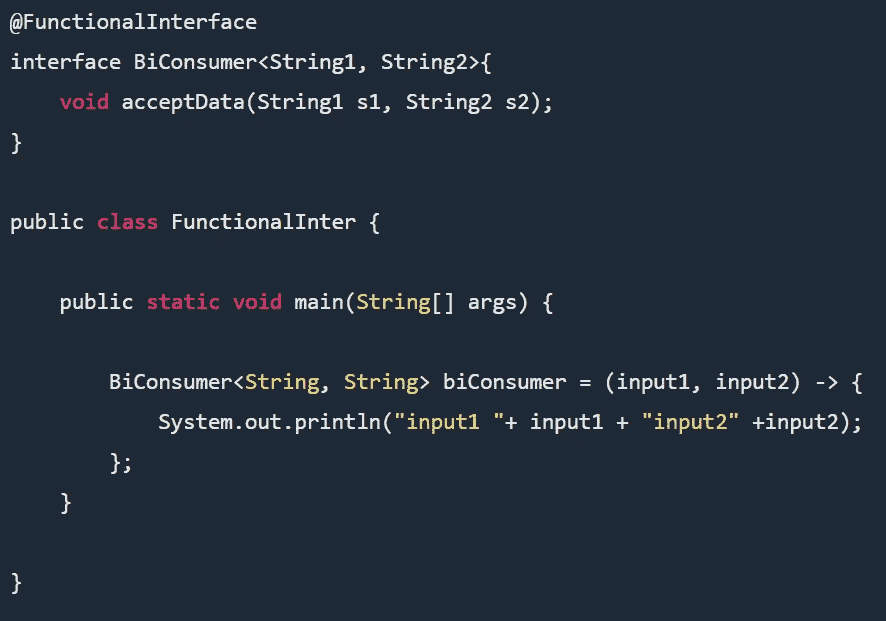 @FunctionalInterface
interface BiConsumer<String1, String2>{
    void acceptData(String1 s1, String2 s2);
}
public class FunctionalInter {
    public static void main(String[] args) {
        BiConsumer<String, String> biConsumer = (input1, input2) -> {
            System.out.println("input1 "+ input1 + "input2" +input2);
        };
    }
}